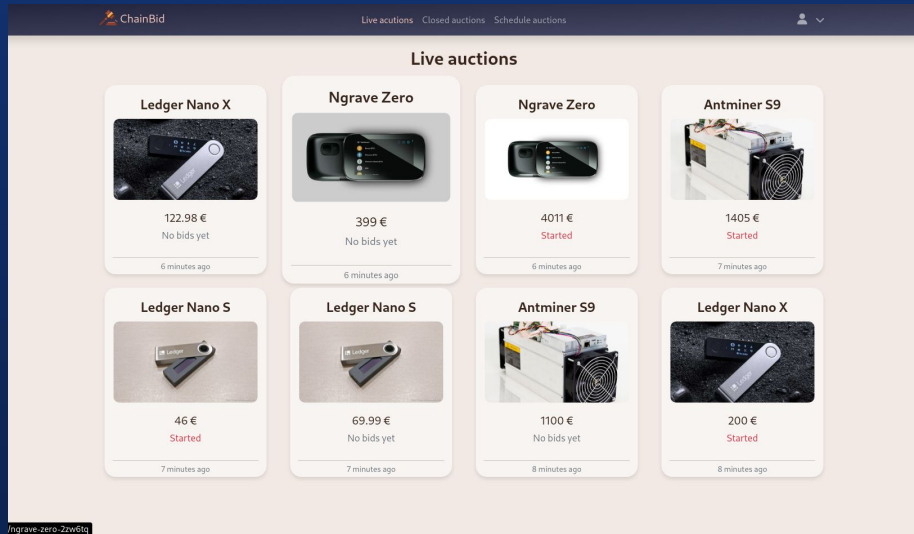 ChainBid
Live acutions Closed auctions Schedule auctions
Live auctions
Ledger Nano X
122.98 €
No bids yet
6 minutes ago
Ngrave Zero
399 €
No bids yet
6 minutes ago
Ngrave Zero
4011 €
Started
6 minutes ago
Antminer S9
1405 €
Started
7 minutes ago
Ledger Nano S
Ledger
46 €
Started
7 minutes ago
Ledger Nano S
Ledger
69.99 €
No bids yet
7 minutes ago
Antminer S9
1100 €
No bids yet
8 minutes ago
Ledger Nano X
Ledger
200 €
Started
8 minutes ago
/ngrave-zero-2zw6tq